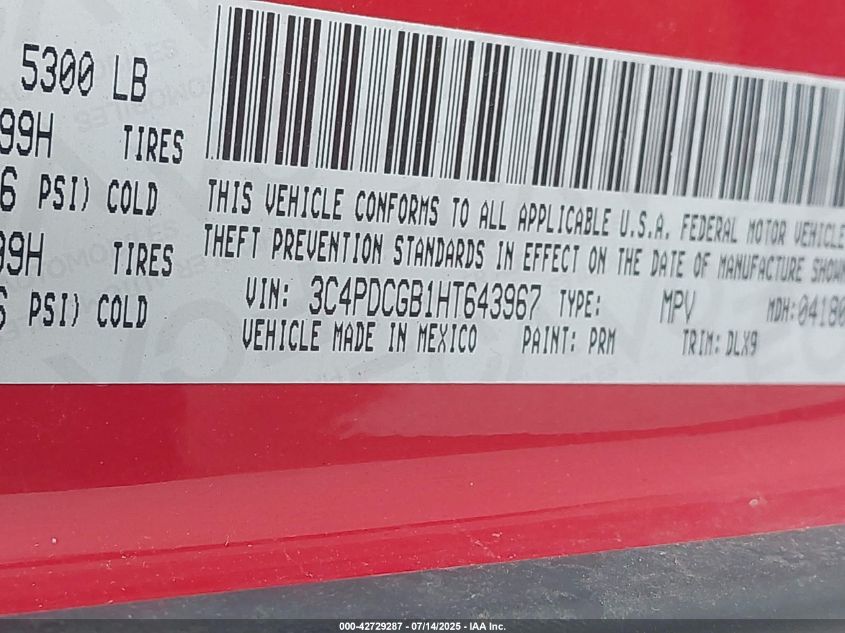 5300 LB
99H TIRES
6 PSI) COLD
99H TIRES
PSI) COLD
THIS VEHICLE CONFORMS TO ALL APPLICABLE U.S.A. FEDERAL MOTOR VEHICLE
THEFT PREVENTION STANDARDS IN EFFECT ON THE DATE OF MANUFACTURE SHOWN
VIN: 3C4PDCGB1HT643967 TYPE: MPV MDH: 04180
VEHICLE MADE IN MEXICO PAINT: PRM TRIM: DLX9
000-42729287 - 07/14/2025 - IAA Inc.